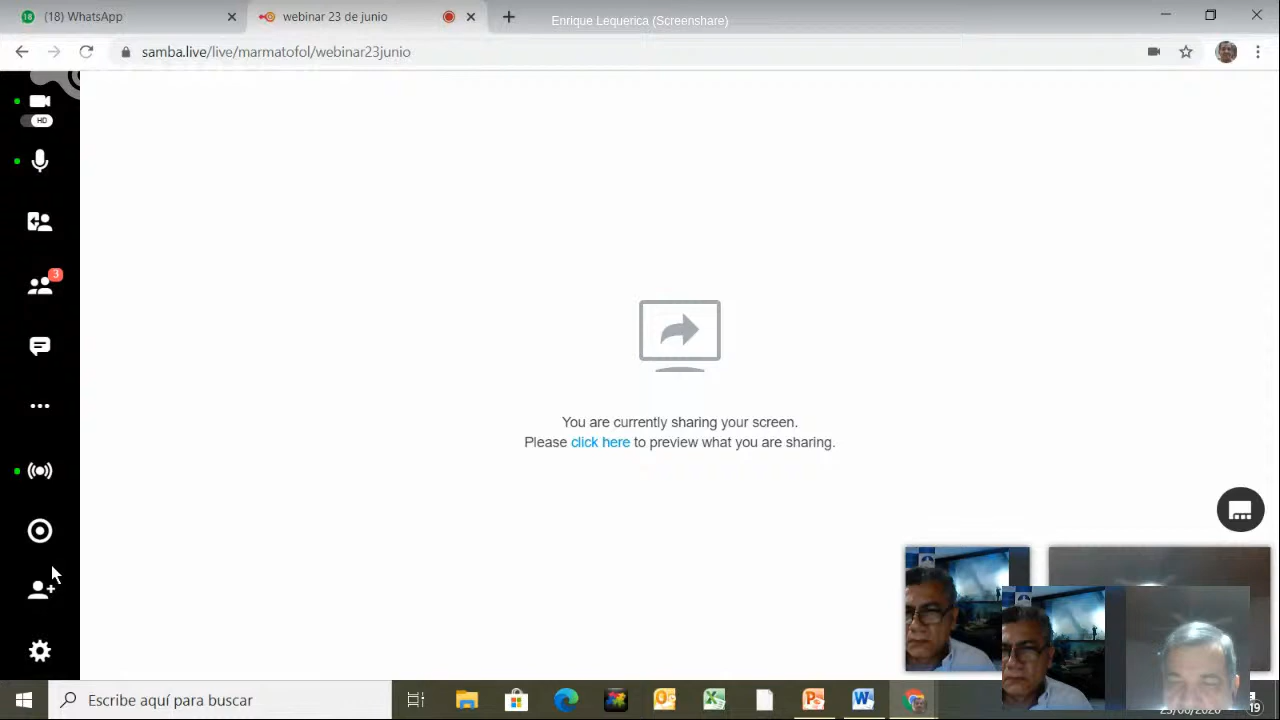 (18) WhatsApp
webinar 23 de junio
Enrique Lequerica (Screenshare)
samba.live/live/marmatofol/webinar23junio
HD
3
You are currently sharing your screen.
Please click here to preview what you are sharing.
Escribe aquí para buscar
19